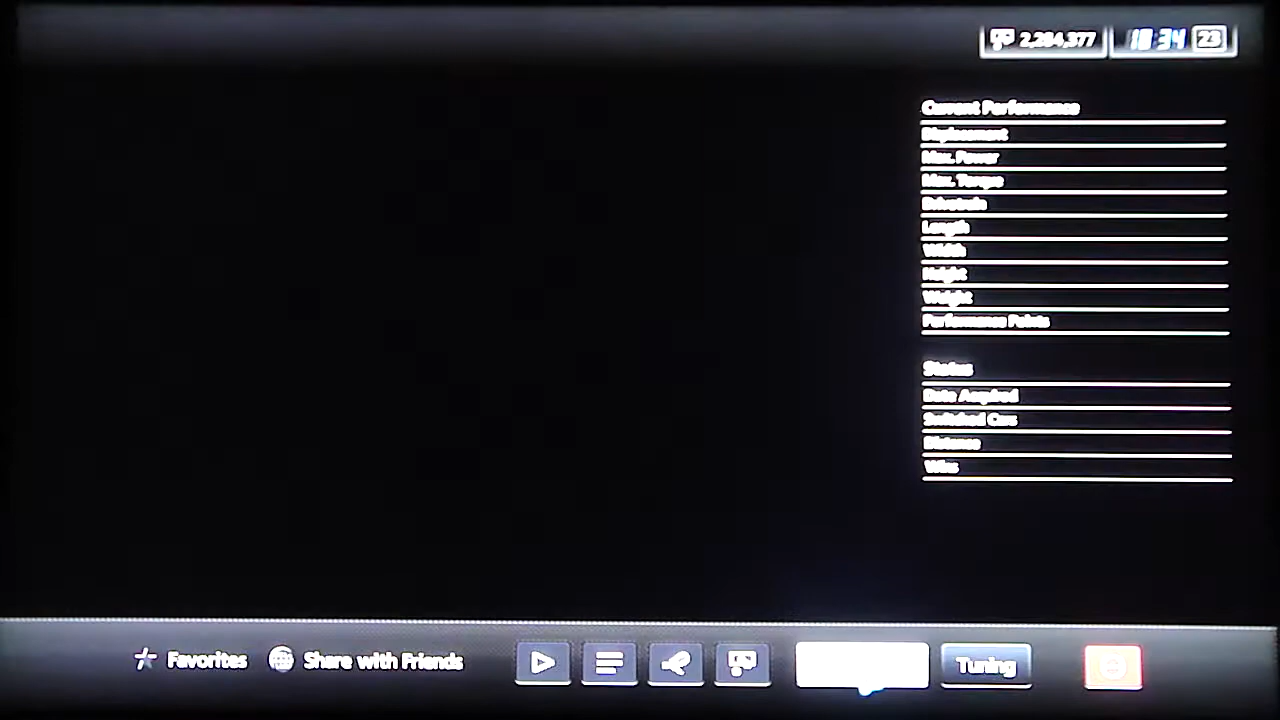 2,284,377 18:34 23
Current Performance
Displacement
Max. Power
Max. Torque
Drivetrain
Length
Width
Height
Weight
Performance Points
Status
Date Acquired
Switched Cars
Distance
Wins
Favorites Share with Friends Tuning